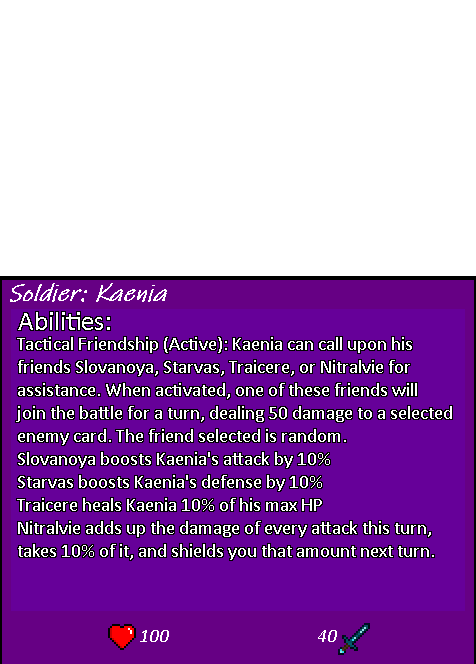 Soldier: Kaenia
Abilities:
Tactical Friendship (Active): Kaenia can call upon his
friends Slovanoya, Starvas, Traicere, or Nitralvie for
assistance. When activated, one of these friends will
join the battle for a turn, dealing 50 damage to a selected
enemy card. The friend selected is random.
Slovanoya boosts Kaenia's attack by 10%
Starvas boosts Kaenia's defense by 10%
Traicere heals Kaenia 10% of his max HP
Nitralvie adds up the damage of every attack this turn,
takes 10% of it, and shields you that amount next turn.
100 40